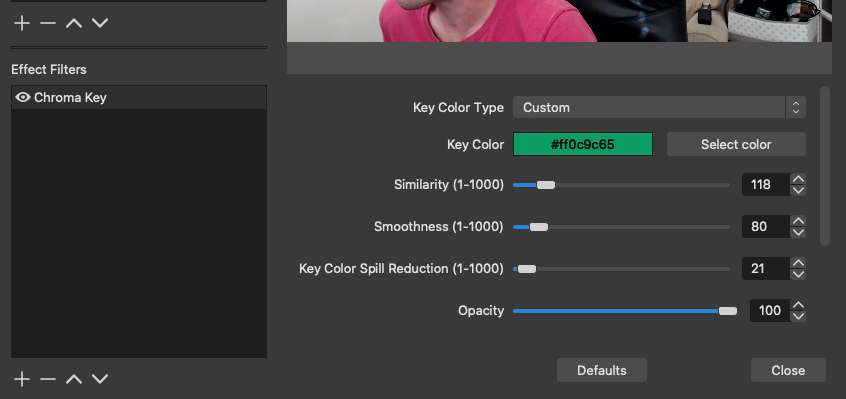 Effect Filters
Chroma Key
Key Color Type Custom
Key Color #ff0c9c65 Select color
Similarity (1-1000) 118
Smoothness (1-1000) 80
Key Color Spill Reduction (1-1000) 21
Opacity 100
Defaults Close